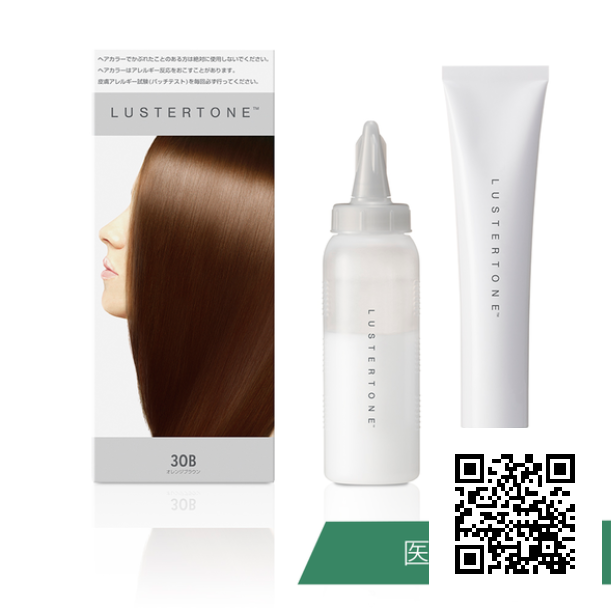 ヘアカラーでかぶれたことのある方は絶対に使用しないでください。
ヘアカラーはアレルギー反応をおこすことがあります。
皮膚アレルギー試験(パッチテスト)を毎回必ず行ってください。
LUSTERTONE™
30B
オレンジブラウン
LUSTERTONE™
LUSTERTONE™
医